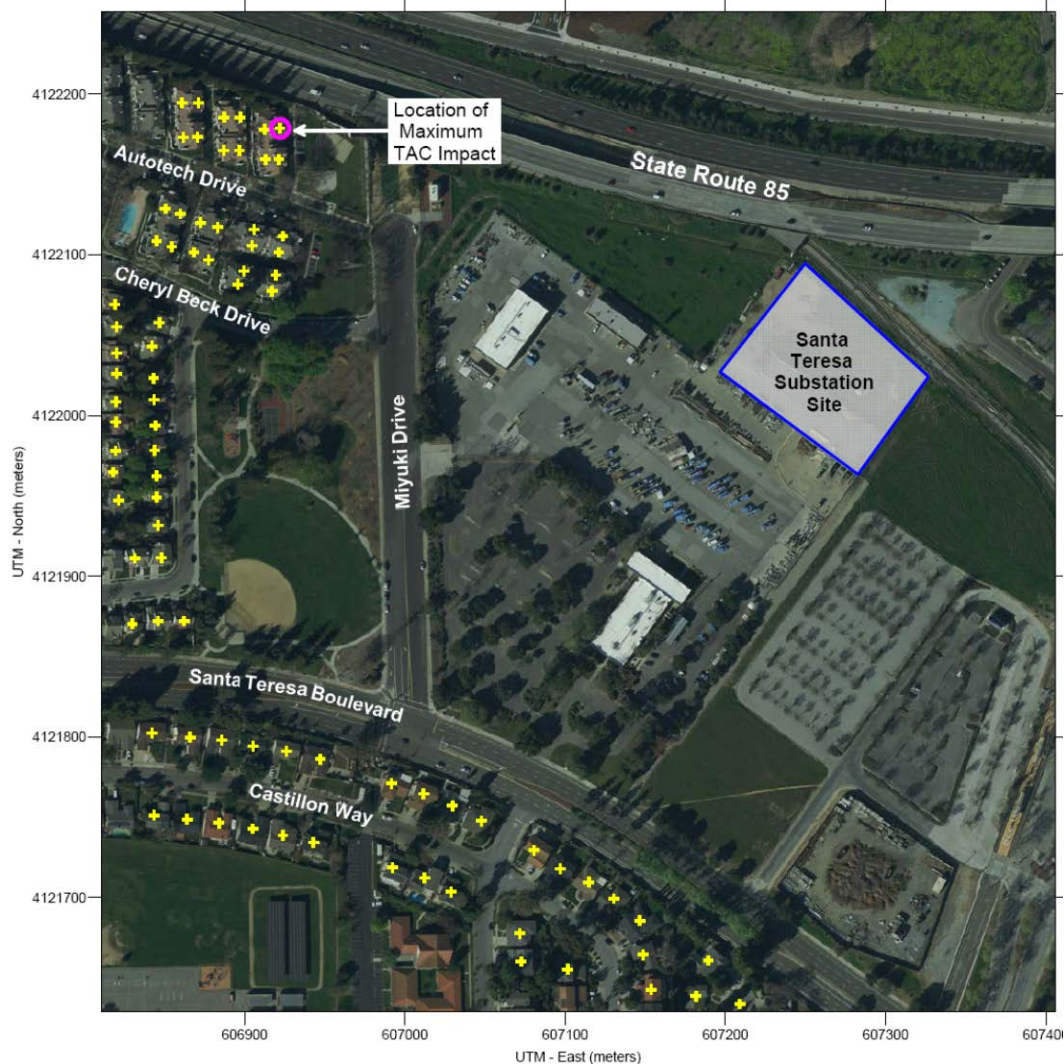 4122200
4122100
4122000
4121900
4121800
4121700
UTM - North (meters)
Location of
Maximum
TAC Impact
State Route 85
Autotech Drive
Cheryl Beck Drive
Santa
Teresa
Substation
Site
Miyuki Drive
Santa Teresa Boulevard
Castillon Way
606900
607000
607100
607200
607300
607400
UTM - East (meters)